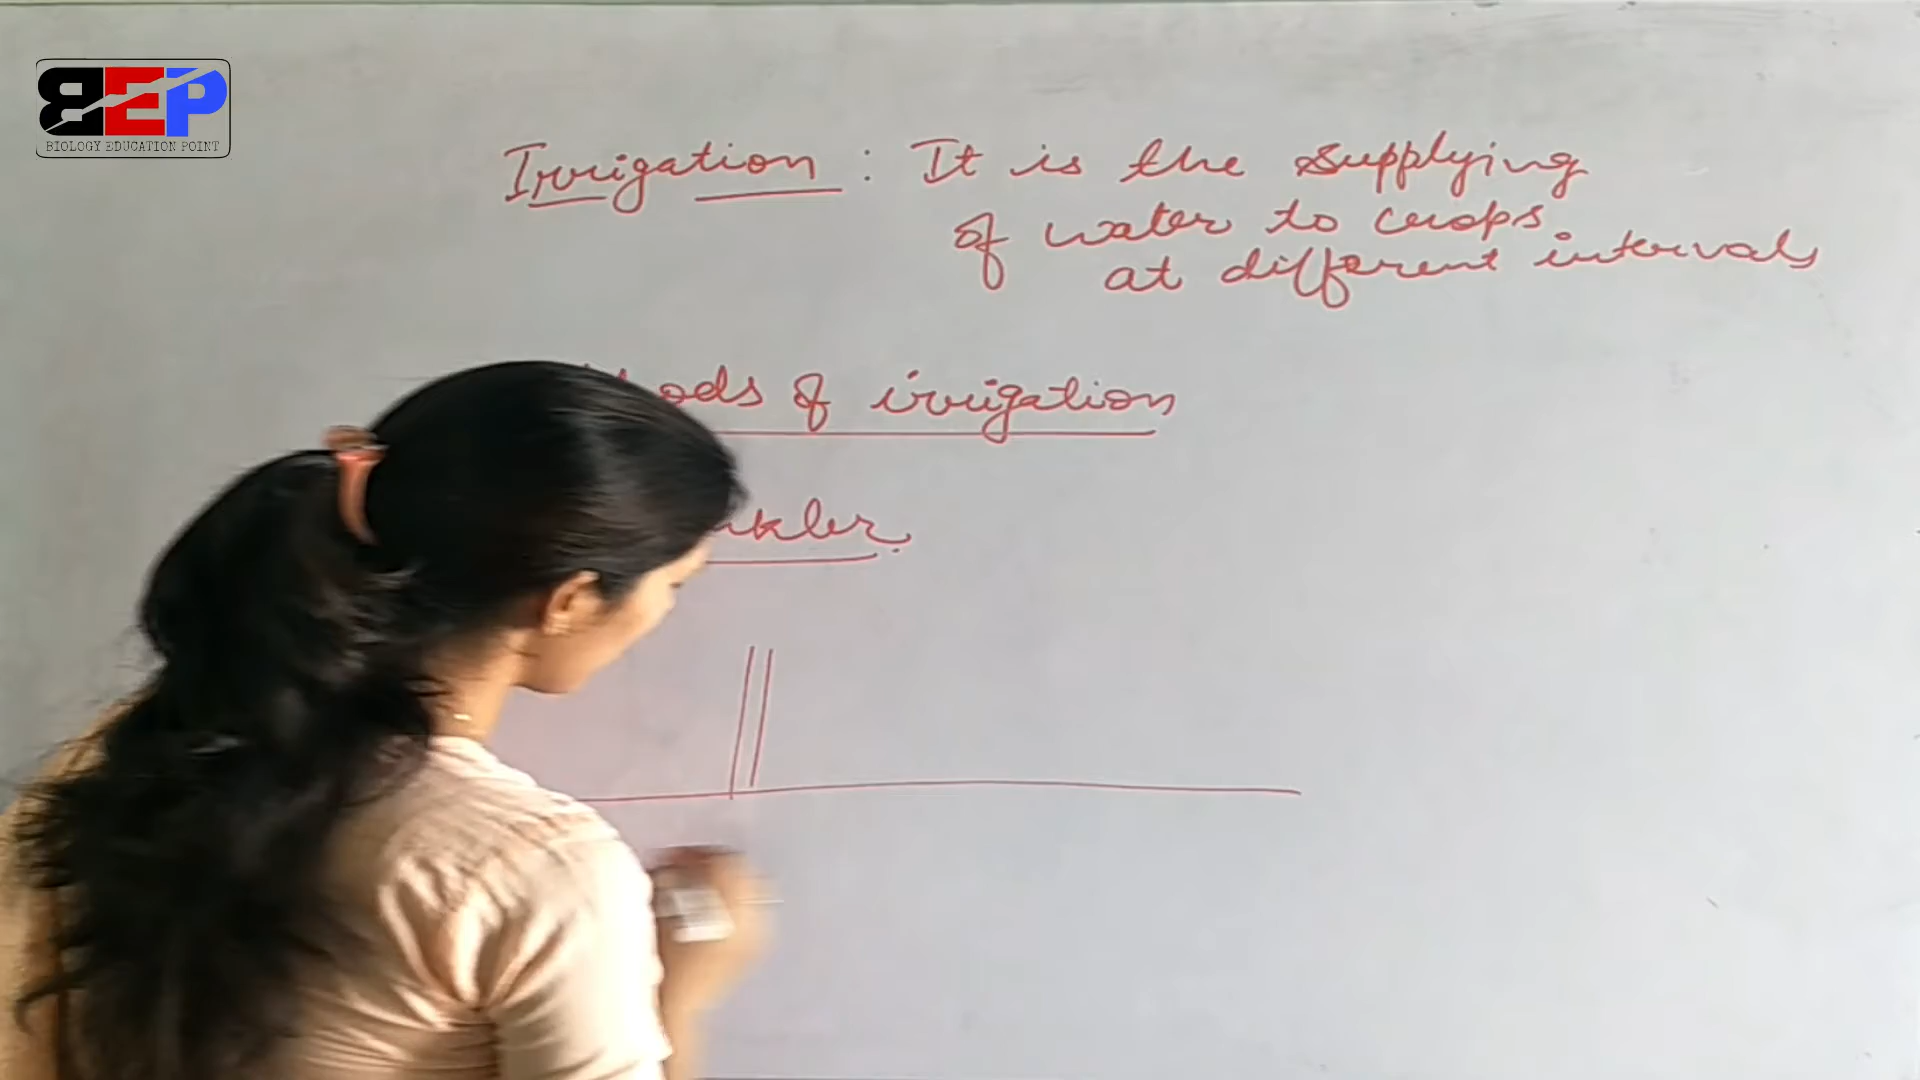 BEP
BIOLOGY EDUCATION POINT
Irrigation : It is the supplying
of water to crops
at different intervals
of irrigation